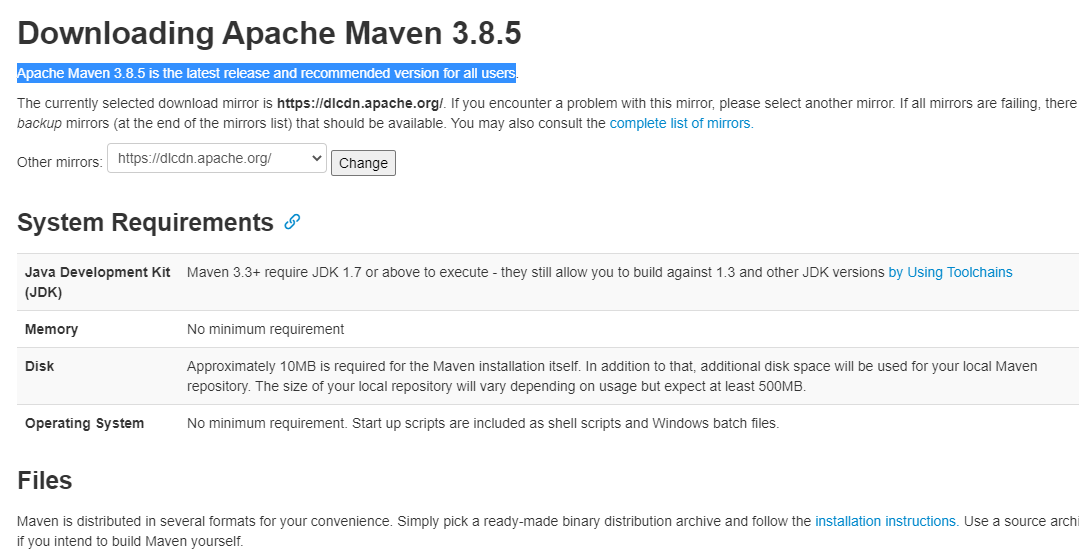 Downloading Apache Maven 3.8.5
Apache Maven 3.8.5 is the latest release and recommended version for all users.
The currently selected download mirror is https://dlcdn.apache.org/. If you encounter a problem with this mirror, please select another mirror. If all mirrors are failing, there
backup mirrors (at the end of the mirrors list) that should be available. You may also consult the complete list of mirrors.
Other mirrors: https://dlcdn.apache.org/ Change
System Requirements
Java Development Kit (JDK) Maven 3.3+ require JDK 1.7 or above to execute - they still allow you to build against 1.3 and other JDK versions by Using Toolchains
Memory No minimum requirement
Disk Approximately 10MB is required for the Maven installation itself. In addition to that, additional disk space will be used for your local Maven
repository. The size of your local repository will vary depending on usage but expect at least 500MB.
Operating System No minimum requirement. Start up scripts are included as shell scripts and Windows batch files.
Files
Maven is distributed in several formats for your convenience. Simply pick a ready-made binary distribution archive and follow the installation instructions. Use a source archi
if you intend to build Maven yourself.